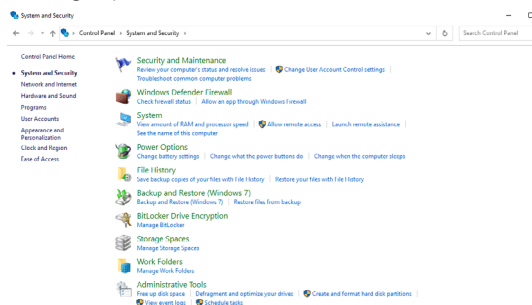 System and Security
Control Panel > System and Security >
Search Control Panel
Control Panel Home
System and Security
Network and Internet
Hardware and Sound
Programs
User Accounts
Appearance and
Personalization
Clock and Region
Ease of Access
Security and Maintenance
Review your computer's status and resolve issues | Change User Account Control settings |
Troubleshoot common computer problems
Windows Defender Firewall
Check firewall status | Allow an app through Windows Firewall
System
View amount of RAM and processor speed | Allow remote access | Launch remote assistance |
See the name of this computer
Power Options
Change battery settings | Change what the power buttons do | Change when the computer sleeps
File History
Save backup copies of your files with File History | Restore your files with File History
Backup and Restore (Windows 7)
Backup and Restore (Windows 7) | Restore files from backup
BitLocker Drive Encryption
Manage BitLocker
Storage Spaces
Manage Storage Spaces
Work Folders
Manage Work Folders
Administrative Tools
Free up disk space | Defragment and optimize your drives | Create and format hard disk partitions |
View event logs | Schedule tasks